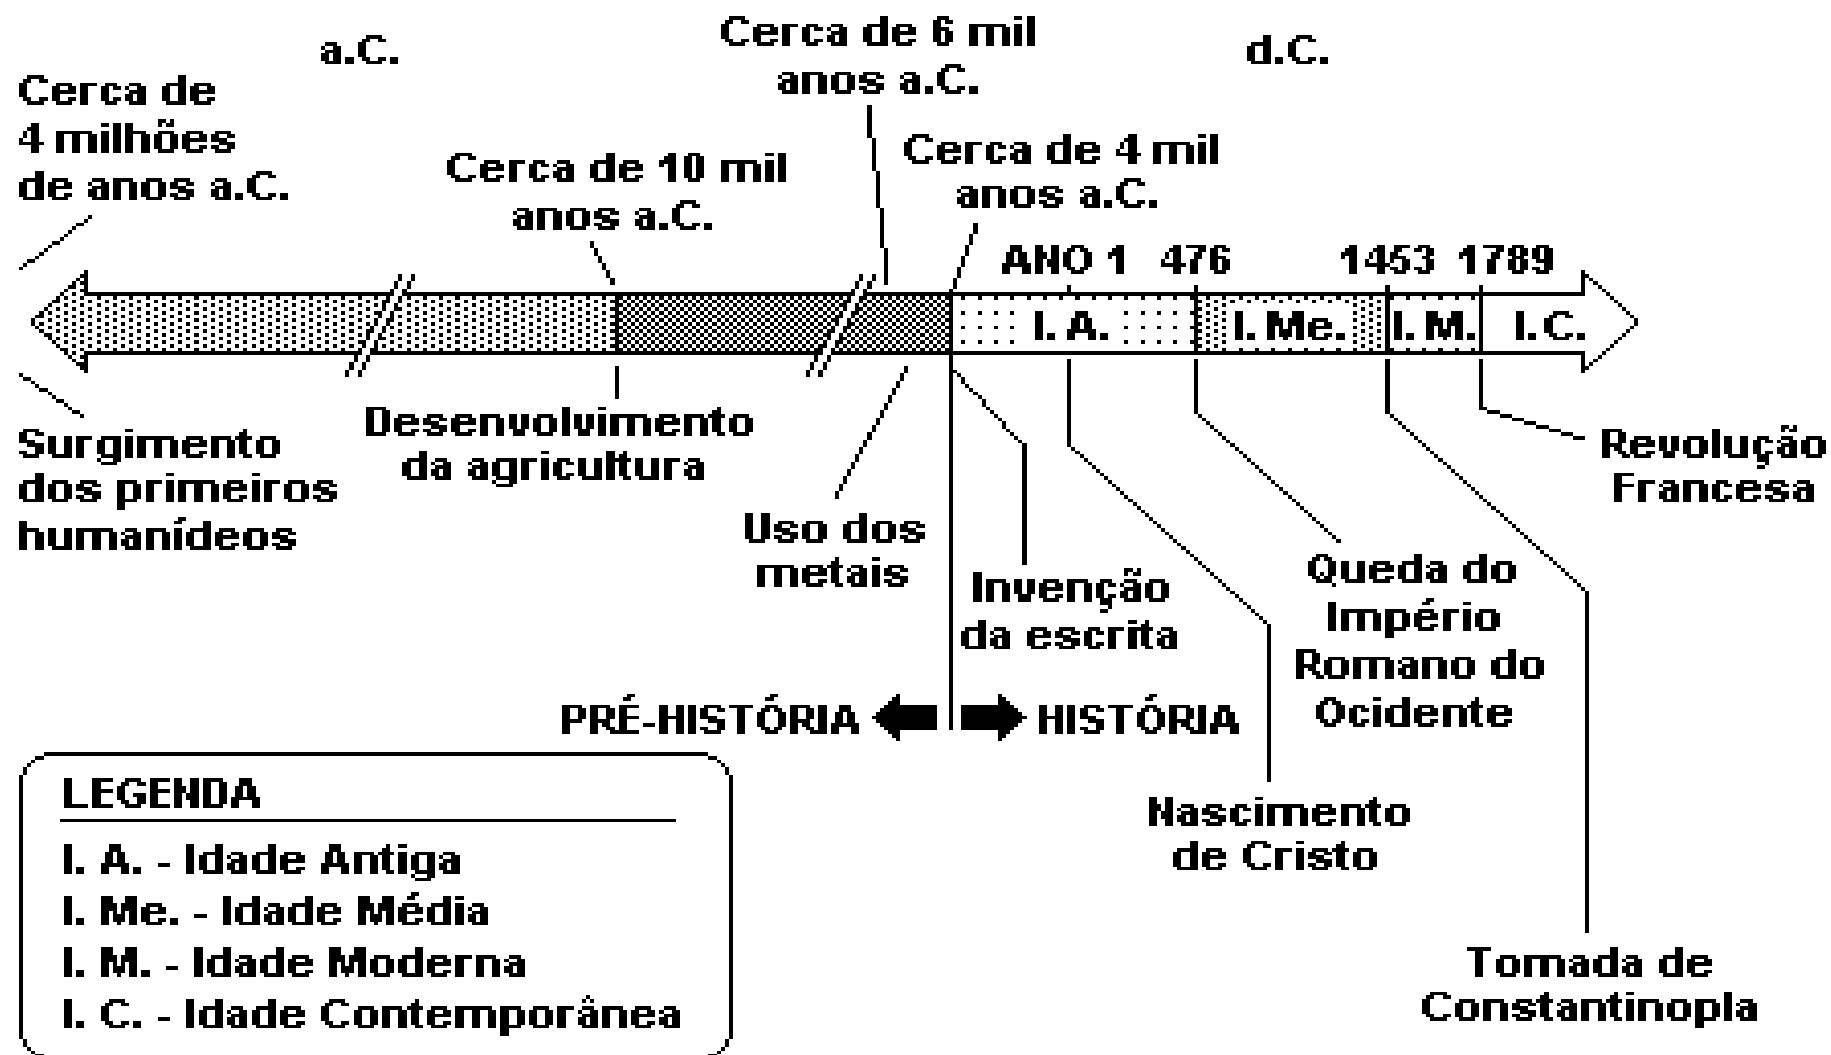 a.C.
d.C.
Cerca de
4 milhões
de anos a.C.
Cerca de 10 mil
anos a.C.
Cerca de 6 mil
anos a.C.
Cerca de 4 mil
anos a.C.
ANO 1
476
1453
1789
I. A.
I. Me.
I. M.
I. C.
Surgimento
dos primeiros
humanídeos
Desenvolvimento
da agricultura
Uso dos
metais
Invenção
da escrita
Nascimento
de Cristo
Queda do
Império
Romano do
Ocidente
Tomada de
Constantinopla
Revolução
Francesa
PRÉ-HISTÓRIA
HISTÓRIA
LEGENDA
I. A. - Idade Antiga
I. Me. - Idade Média
I. M. - Idade Moderna
I. C. - Idade Contemporânea